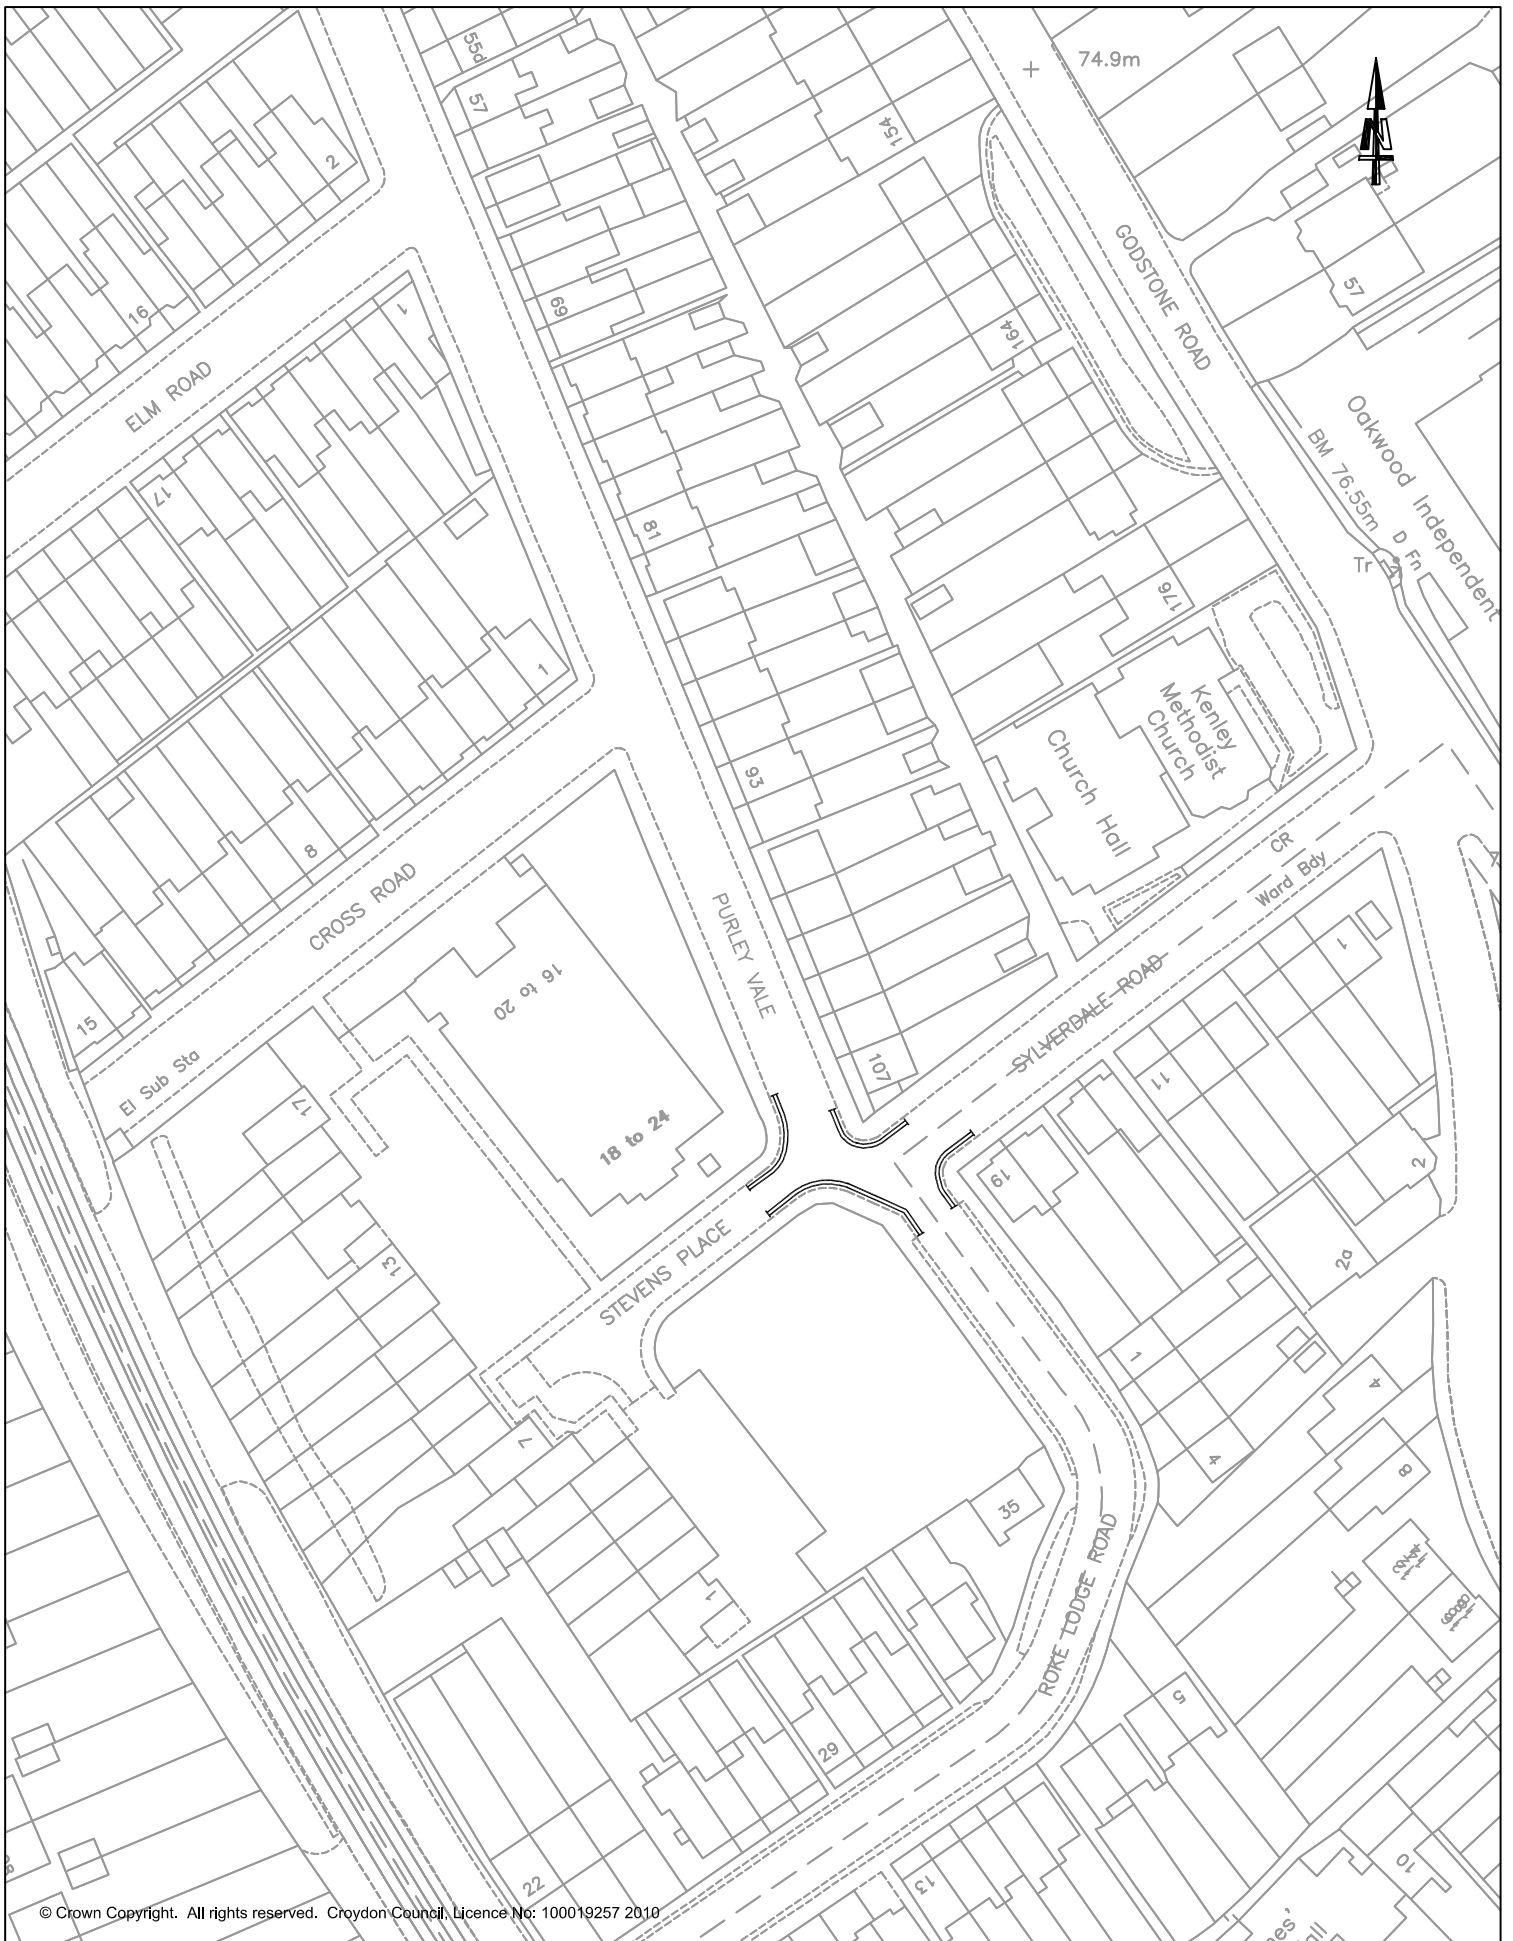 55d
74.9m
57
154
2
N
GODSTONE ROAD
57
16
69
1
164
ELM ROAD
Oakwood Independent
BM 76.55m
D Fn
Tr
17
81
176
1
Kenley
Methodist
Church
Church Hall
93
8
CR
Ward Bdy
CROSS ROAD
PURLEY VALE
1
16 to 20
SYLVERDALE ROAD
15
El Sub Sta
107
11
17
18 to 24
19
2
STEVENS PLACE
13
2a
1
4
7
4
8
35
ROKE LODGE ROAD
1
5
29
22
13
10
© Crown Copyright. All rights reserved. Croydon Council, Licence No: 100019257 2010